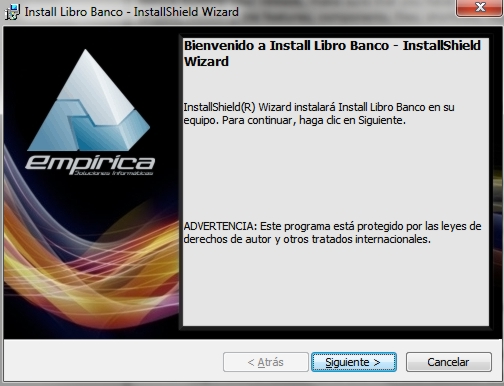 Install Libro Banco - InstallShield Wizard
Bienvenido a Install Libro Banco - InstallShield
Wizard
InstallShield(R) Wizard instalará Install Libro Banco en su
equipo. Para continuar, haga clic en Siguiente.
empirica
Soluciones Informáticas
ADVERTENCIA: Este programa está protegido por las leyes de
derechos de autor y otros tratados internacionales.
< Atrás
Siguiente >
Cancelar